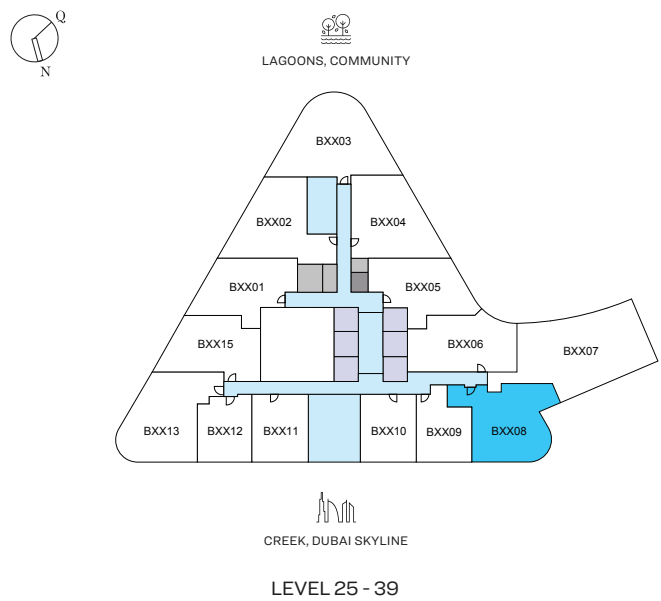 Q
N
LAGOONS, COMMUNITY
BXX03
BXX02
BXX04
BXX01
BXX05
BXX15
BXX06
BXX07
BXX13
BXX12
BXX11
BXX10
BXX09
BXX08
CREEK, DUBAI SKYLINE
LEVEL 25 - 39